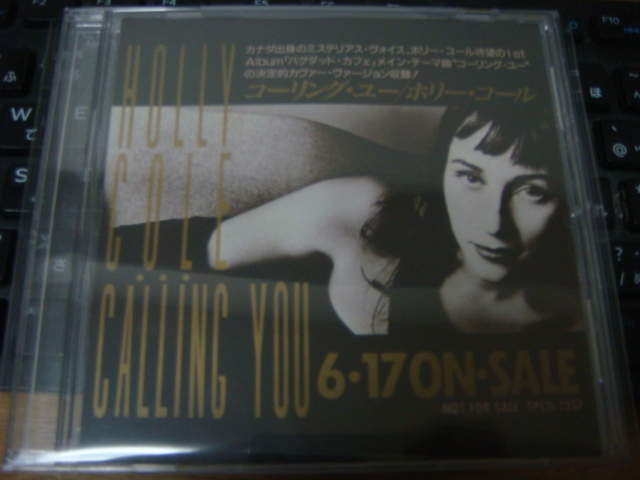 カナダ出身のミステリアス・ヴォイス、ホリー・コール待望の1st
Album「バグダッド・カフェ」メイン・テーマ曲"コーリング・ユー"
の決定的カヴァー・ヴァージョン収録!
コーリング・ユー/ホリー・コール
HOLLY
COLE
CALLING YOU
6・17 ON・SALE
NOT FOR SALE
F10
W
E
S
@